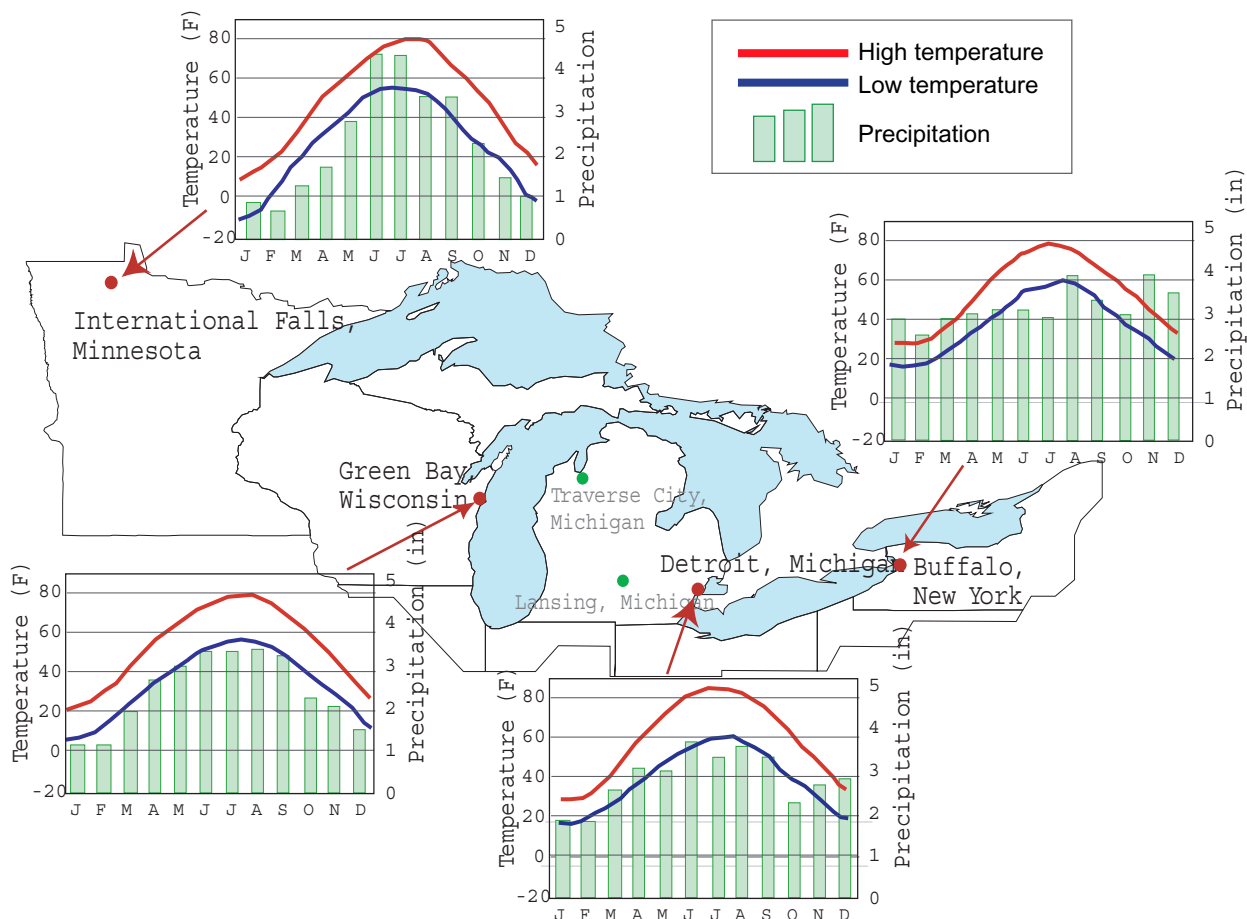 Temperature (F)
80
60
40
20
0
-20
5
4
3
2
1
0
Precipitation
J F M A M J J A S O N D
High temperature
Low temperature
Precipitation
International Falls,
Minnesota
Temperature (F)
80
60
40
20
0
-20
5
4
3
2
1
0
Precipitation (in)
J F M A M J J A S O N D
Green Bay,
Wisconsin
Traverse City,
Michigan
Detroit, Michigan
Buffalo,
New York
Lansing, Michigan
Temperature (F)
80
60
40
20
0
-20
5
4
3
2
1
0
Precipitation (in)
J F M A M J J A S O N D
Temperature (F)
80
60
40
20
0
-20
5
4
3
2
1
0
Precipitation (in)
J F M A M J J A S O N D